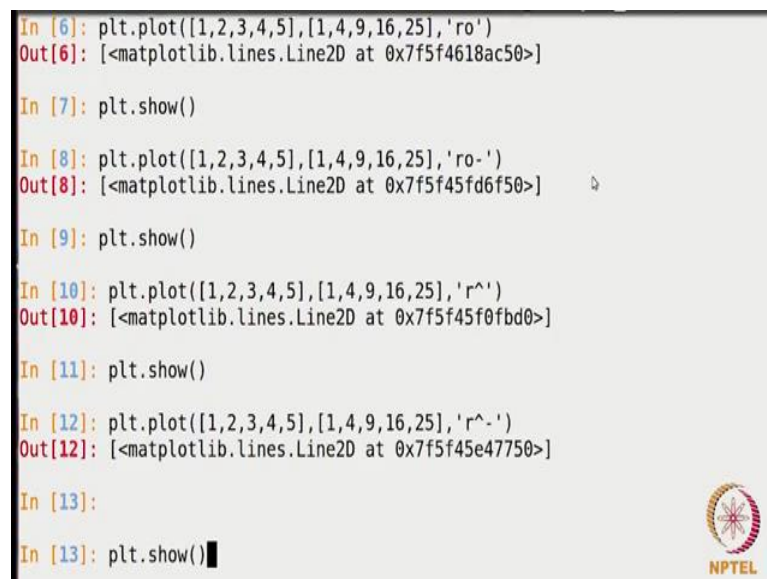 In [6]: plt.plot([1,2,3,4,5],[1,4,9,16,25],'ro')
Out[6]: [<matplotlib.lines.Line2D at 0x7f5f4618ac50>]
In [7]: plt.show()
In [8]: plt.plot([1,2,3,4,5],[1,4,9,16,25],'ro-')
Out[8]: [<matplotlib.lines.Line2D at 0x7f5f45fd6f50>]
In [9]: plt.show()
In [10]: plt.plot([1,2,3,4,5],[1,4,9,16,25],'r^')
Out[10]: [<matplotlib.lines.Line2D at 0x7f5f45f0fbd0>]
In [11]: plt.show()
In [12]: plt.plot([1,2,3,4,5],[1,4,9,16,25],'r^-')
Out[12]: [<matplotlib.lines.Line2D at 0x7f5f45e47750>]
In [13]:
In [13]: plt.show()
NPTEL